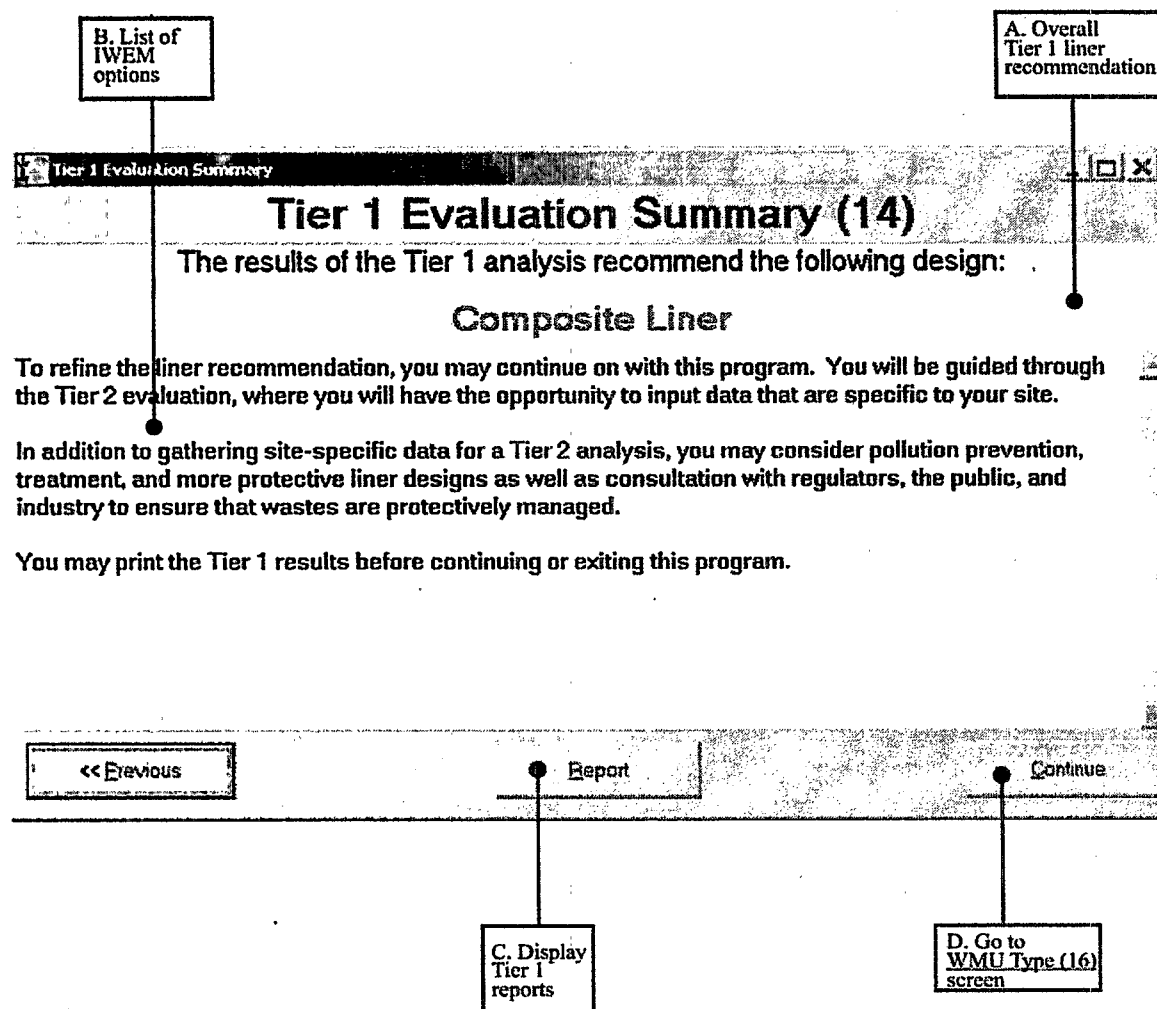 B. List of
IWEM
options
A. Overall
Tier 1 liner
recommendation
Tier 1 Evaluation Summary
Tier 1 Evaluation Summary (14)
The results of the Tier 1 analysis recommend the following design:
Composite Liner
To refine the liner recommendation, you may continue on with this program. You will be guided through
the Tier 2 evaluation, where you will have the opportunity to input data that are specific to your site.
In addition to gathering site-specific data for a Tier 2 analysis, you may consider pollution prevention,
treatment, and more protective liner designs as well as consultation with regulators, the public, and
industry to ensure that wastes are protectively managed.
You may print the Tier 1 results before continuing or exiting this program.
<< Previous
Report
Continue
C. Display
Tier 1
reports
D. Go to
WMU Type (16)
screen